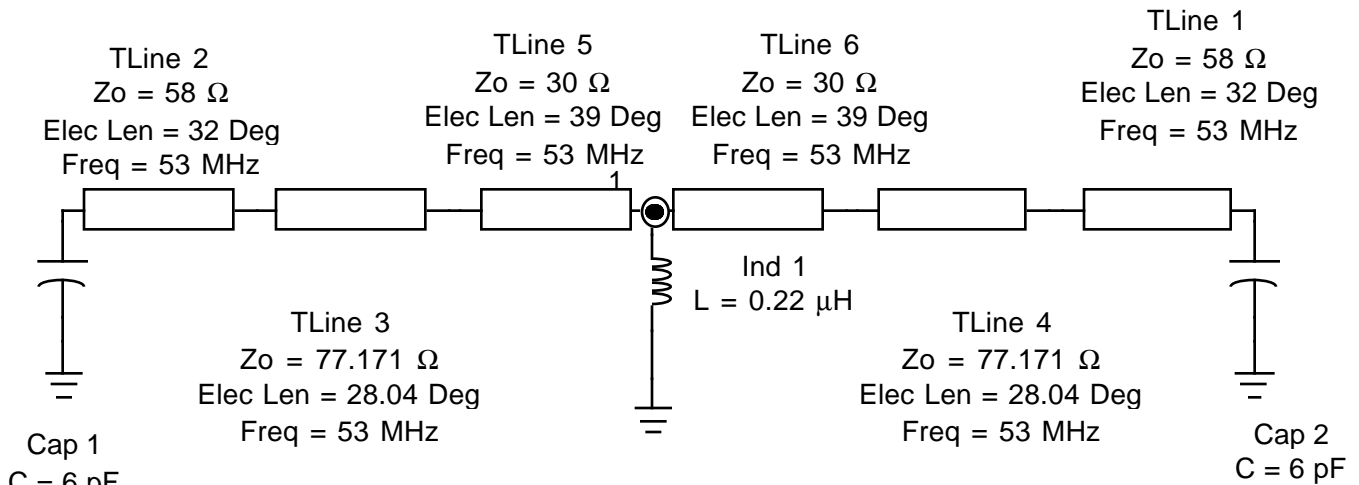 TLine 2
Zo = 58 Ω
Elec Len = 32 Deg
Freq = 53 MHz
TLine 5
Zo = 30 Ω
Elec Len = 39 Deg
Freq = 53 MHz
1
TLine 6
Zo = 30 Ω
Elec Len = 39 Deg
Freq = 53 MHz
TLine 1
Zo = 58 Ω
Elec Len = 32 Deg
Freq = 53 MHz
Ind 1
L = 0.22 μH
TLine 3
Zo = 77.171 Ω
Elec Len = 28.04 Deg
Freq = 53 MHz
TLine 4
Zo = 77.171 Ω
Elec Len = 28.04 Deg
Freq = 53 MHz
Cap 1
C = 6 pF
Cap 2
C = 6 pF